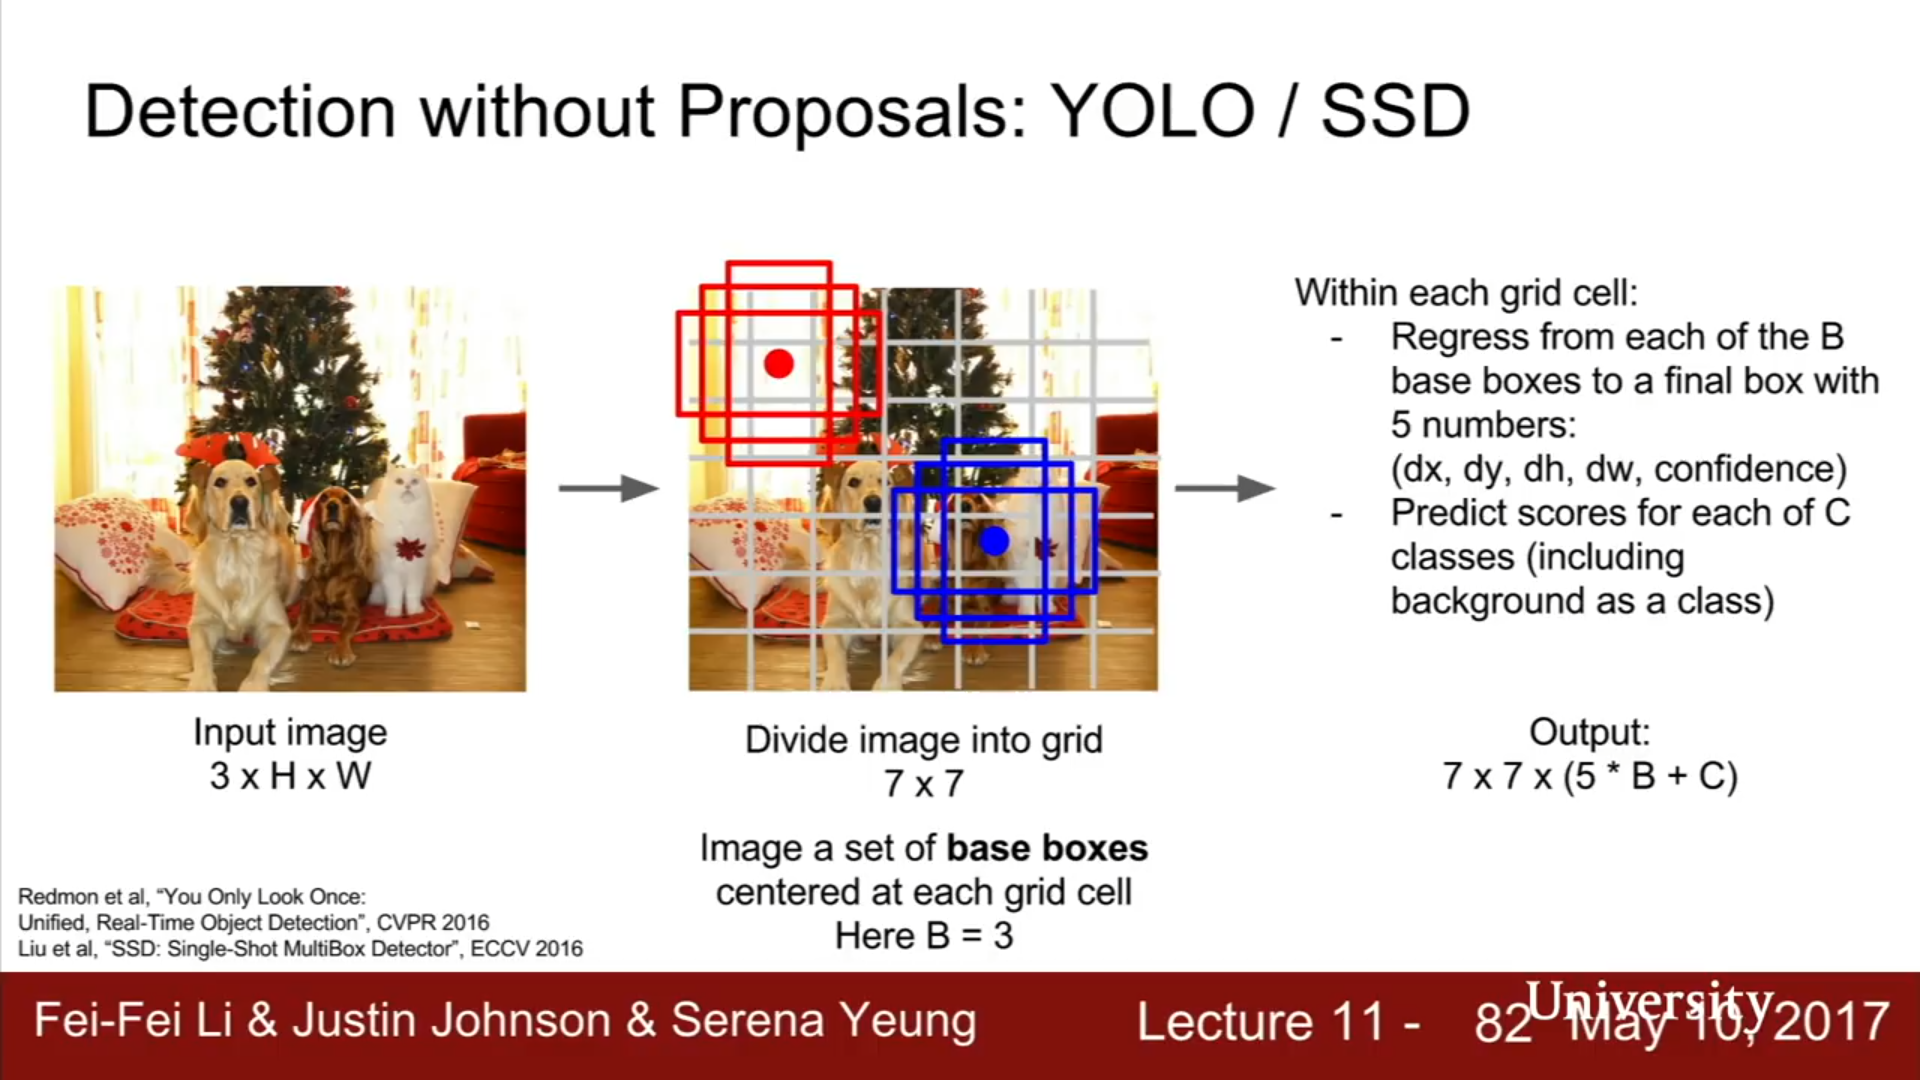 Detection without Proposals: YOLO / SSD
Input image
3 x H x W
Divide image into grid
7 x 7
Image a set of base boxes
centered at each grid cell
Here B = 3
Within each grid cell:
- Regress from each of the B
base boxes to a final box with
5 numbers:
(dx, dy, dh, dw, confidence)
- Predict scores for each of C
classes (including
background as a class)
Output:
7 x 7 x (5 * B + C)
Redmon et al, “You Only Look Once:
Unified, Real-Time Object Detection”, CVPR 2016
Liu et al, “SSD: Single-Shot MultiBox Detector”, ECCV 2016
Fei-Fei Li & Justin Johnson & Serena Yeung
Lecture 11 - 82
University
May 10, 2017